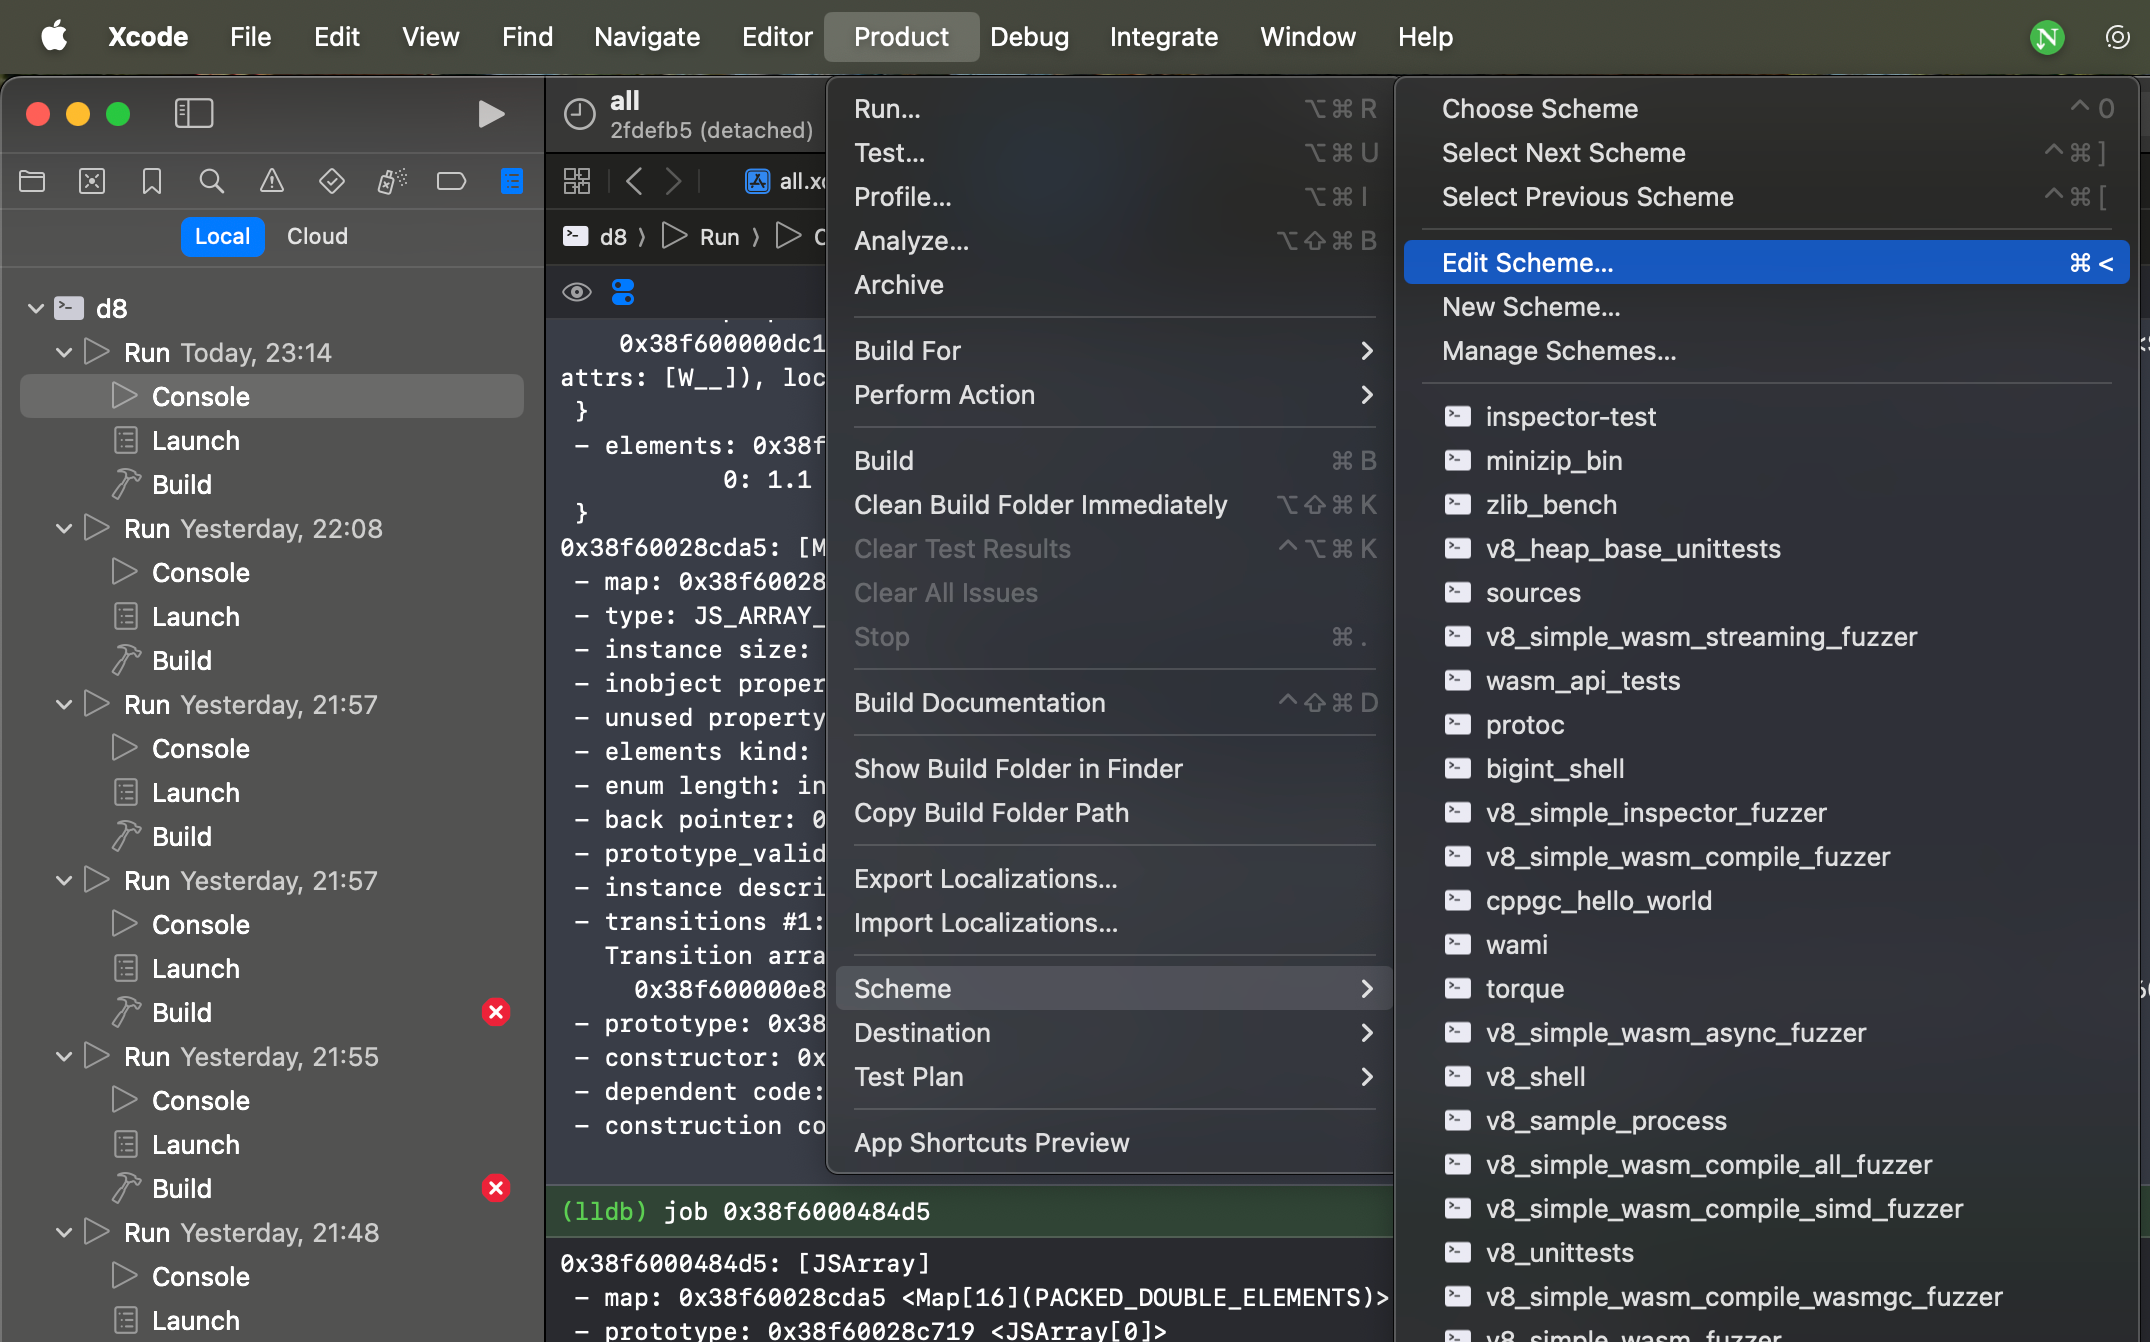 Xcode File Edit View Find Navigate Editor Product Debug Integrate Window Help
all
2fdefb5 (detached)
Local Cloud
d8
Run Today, 23:14
Console
Launch
Build
Run Yesterday, 22:08
Console
Launch
Build
Run Yesterday, 21:57
Console
Launch
Build
Run Yesterday, 21:57
Console
Launch
Build
Run Yesterday, 21:55
Console
Launch
Build
Run Yesterday, 21:48
Console
Launch
all.xc
d8 ⟩ Run ⟩
0x38f600000dc1
attrs: [W__]), loc
}
- elements: 0x38f
0: 1.1
}
0x38f60028cda5: [M
- map: 0x38f60028
- type: JS_ARRAY_
- instance size:
- inobject proper
- unused property
- elements kind:
- enum length: in
- back pointer: 0
- prototype_valid
- instance descri
- transitions #1:
Transition arra
0x38f600000e8
- prototype: 0x38
- constructor: 0x
- dependent code:
- construction co
(lldb) job 0x38f6000484d5
0x38f6000484d5: [JSArray]
- map: 0x38f60028cda5 <Map[16](PACKED_DOUBLE_ELEMENTS)>
- prototype: 0x38f60028c719 <JSArray[0]>
Run... ⌥⌘R
Test... ⌥⌘U
Profile... ⌥⌘I
Analyze... ⌥⇧⌘B
Archive
Build For
Perform Action
Build ⌘B
Clean Build Folder Immediately ⌥⇧⌘K
Clear Test Results ^⌥⌘K
Clear All Issues
Stop ⌘.
Build Documentation ^⇧⌘D
Show Build Folder in Finder
Copy Build Folder Path
Export Localizations...
Import Localizations...
Scheme
Destination
Test Plan
App Shortcuts Preview
Choose Scheme ^0
Select Next Scheme ^⌘]
Select Previous Scheme ^⌘[
Edit Scheme... ⌘<
New Scheme...
Manage Schemes...
inspector-test
minizip_bin
zlib_bench
v8_heap_base_unittests
sources
v8_simple_wasm_streaming_fuzzer
wasm_api_tests
protoc
bigint_shell
v8_simple_inspector_fuzzer
v8_simple_wasm_compile_fuzzer
cppgc_hello_world
wami
torque
v8_simple_wasm_async_fuzzer
v8_shell
v8_sample_process
v8_simple_wasm_compile_all_fuzzer
v8_simple_wasm_compile_simd_fuzzer
v8_unittests
v8_simple_wasm_compile_wasmgc_fuzzer
v8_simple_wasm_fuzzer